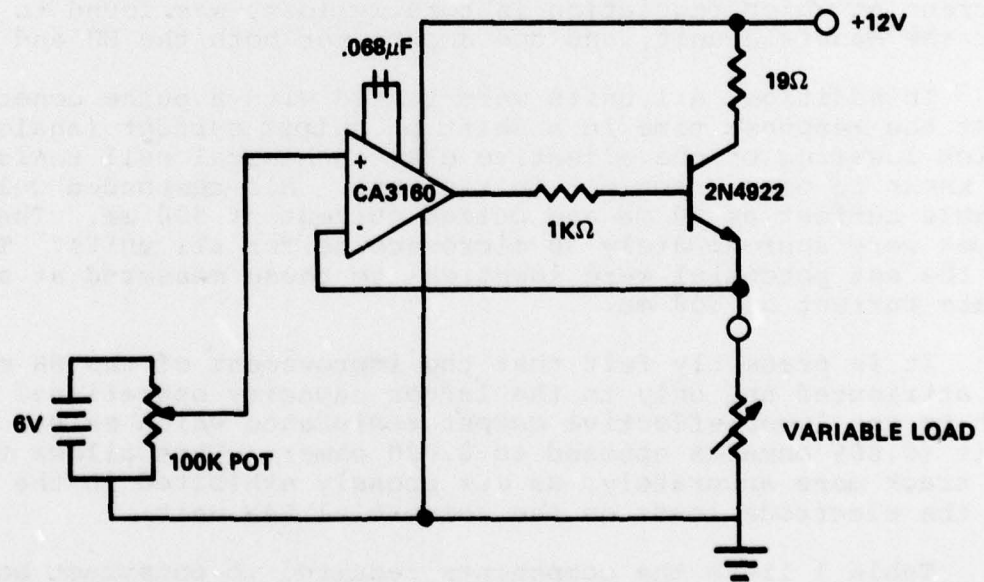 +12V
.068µF
19Ω
+
CA3160
-
1KΩ
2N4922
6V
100K POT
VARIABLE LOAD